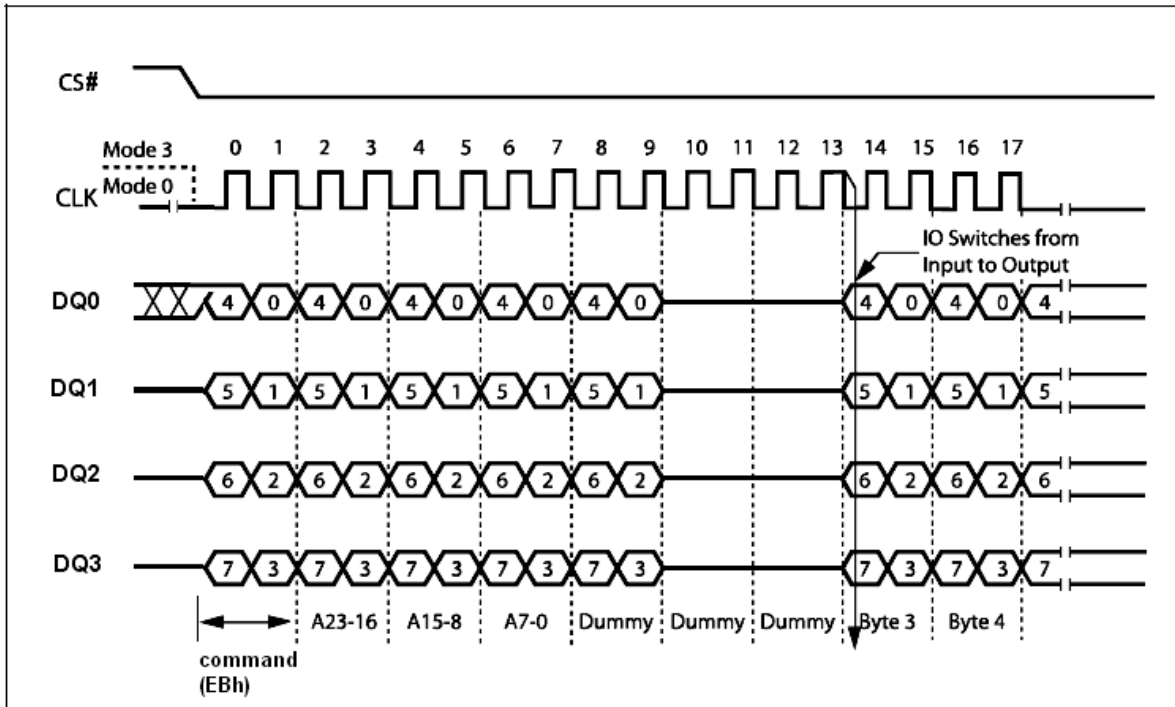 CS#
Mode 3
0 1 2 3 4 5 6 7 8 9 10 11 12 13 14 15 16 17
Mode 0
CLK
IO Switches from
Input to Output
DQ0 4 0 4 0 4 0 4 0 4 0 4 0 4 0 4
DQ1 5 1 5 1 5 1 5 1 5 1 5 1 5 1 5
DQ2 6 2 6 2 6 2 6 2 6 2 6 2 6 2 6
DQ3 7 3 7 3 7 3 7 3 7 3 7 3 7 3 7
A23-16 A15-8 A7-0 Dummy Dummy Dummy Byte 3 Byte 4
command
(EBh)